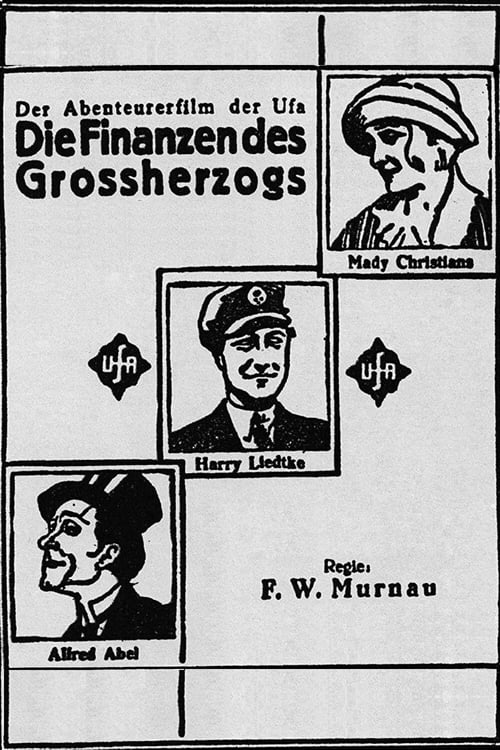 Der Abenteurerfilm der Ufa
Die Finanzen des
Grossherzogs
Mady Christians
UFA
UFA
Harry Liedtke
Regie:
F. W. Murnau
Alfred Abel